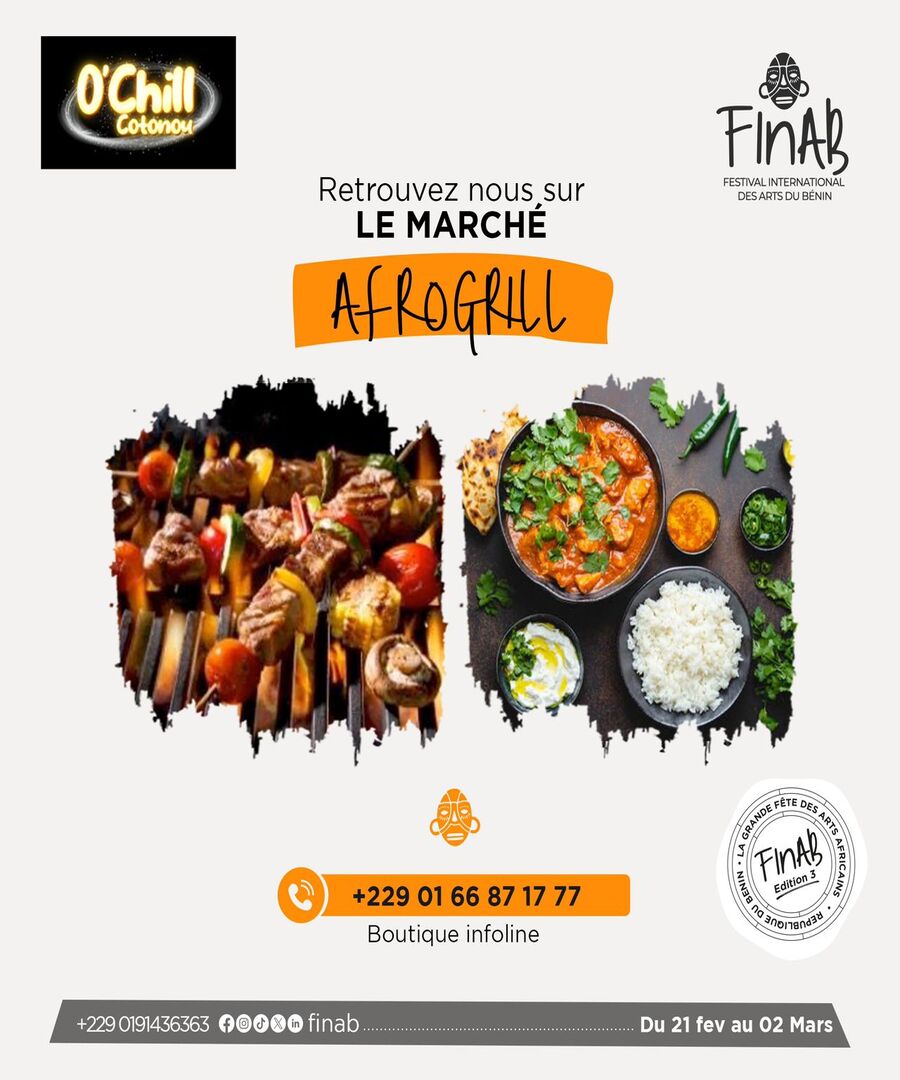 O'Chill
Cotonou
FInAB
FESTIVAL INTERNATIONAL
DES ARTS DU BÉNIN
Retrouvez nous sur
LE MARCHÉ
AFROGRILL
+229 01 66 87 17 77
Boutique infoline
LA GRANDE FÊTE DES ARTS AFRICAINS • REPUBLIQUE DU BENIN •
FInAB
Edition 3
+229 0191436363 finab
Du 21 fev au 02 Mars